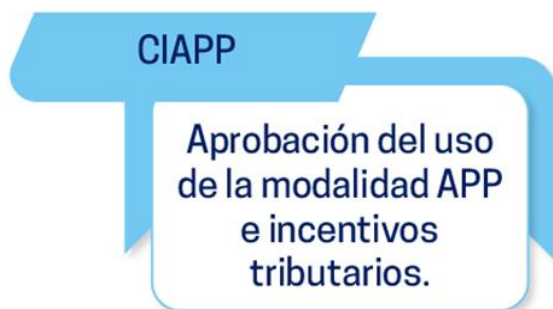 CIAPP
Aprobación del uso
de la modalidad APP
e incentivos
tributarios.